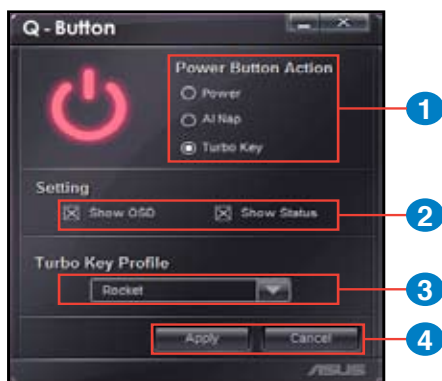 Q - Button
Power Button Action
Power
AI Nap
Turbo Key
1
Setting
Show OSD
Show Status
2
Turbo Key Profile
Rocket
3
Apply
Cancel
4
ASUS